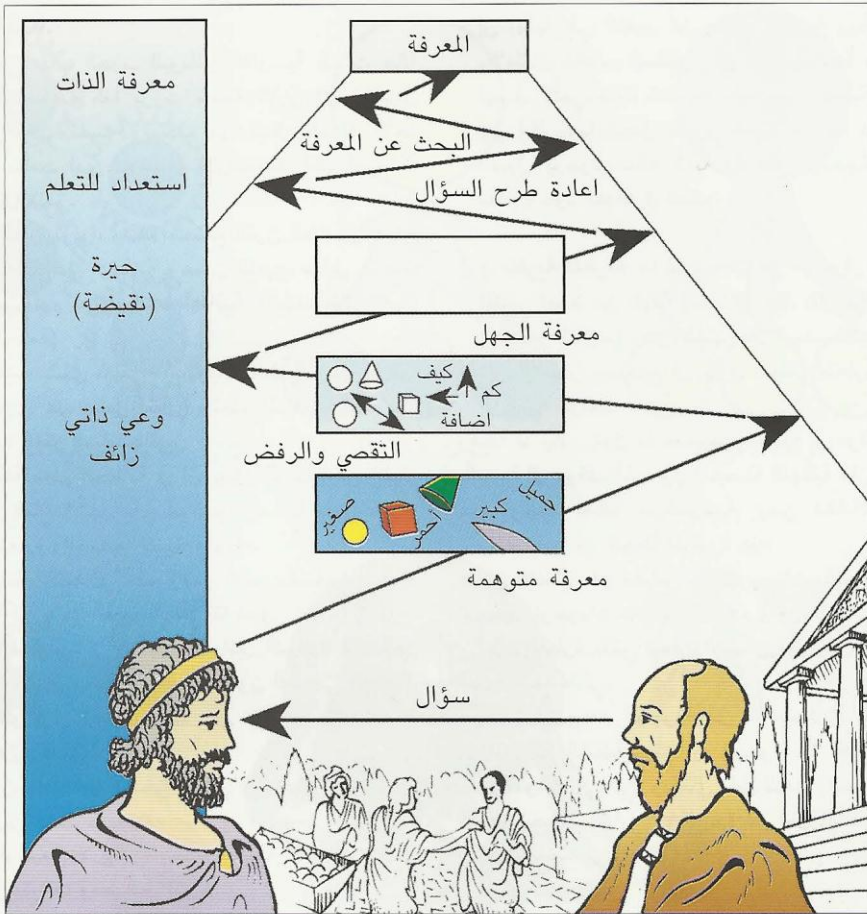 المعرفة
معرفة الذات
البحث عن المعرفة
استعداد للتعلم
اعادة طرح السؤال
حيرة
(نقيضة)
معرفة الجهل
كيف
كم
اضافة
وعي ذاتي
زائف
التقصي والرفض
جميل
كبير
احمر
صغير
معرفة متوهمة
سؤال